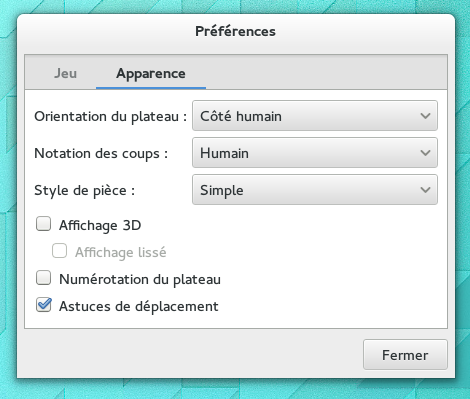 Préférences
Jeu Apparence
Orientation du plateau : Côté humain
Notation des coups : Humain
Style de pièce : Simple
Affichage 3D
Affichage lissé
Numérotation du plateau
Astuces de déplacement
Fermer